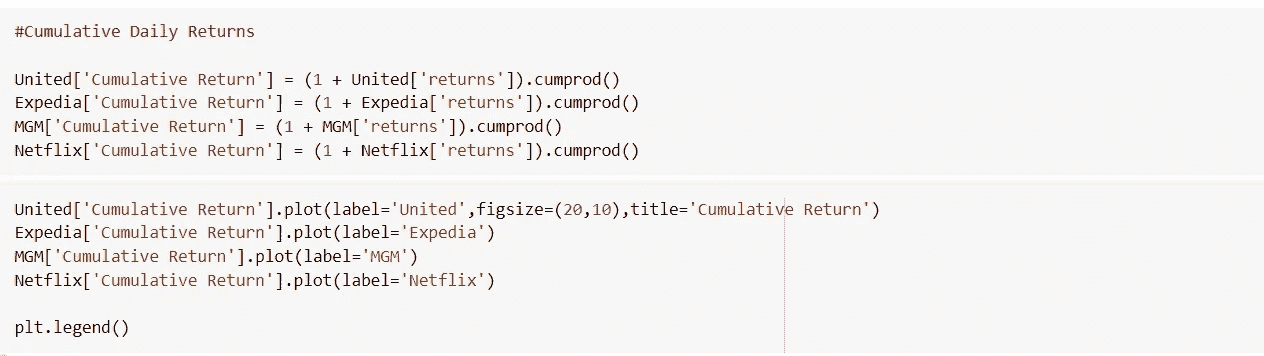 #Cumulative Daily Returns
United['Cumulative Return'] = (1 + United['returns']).cumprod()
Expedia['Cumulative Return'] = (1 + Expedia['returns']).cumprod()
MGM['Cumulative Return'] = (1 + MGM['returns']).cumprod()
Netflix['Cumulative Return'] = (1 + Netflix['returns']).cumprod()
United['Cumulative Return'].plot(label='United',figsize=(20,10),title='Cumulative Return')
Expedia['Cumulative Return'].plot(label='Expedia')
MGM['Cumulative Return'].plot(label='MGM')
Netflix['Cumulative Return'].plot(label='Netflix')
plt.legend()